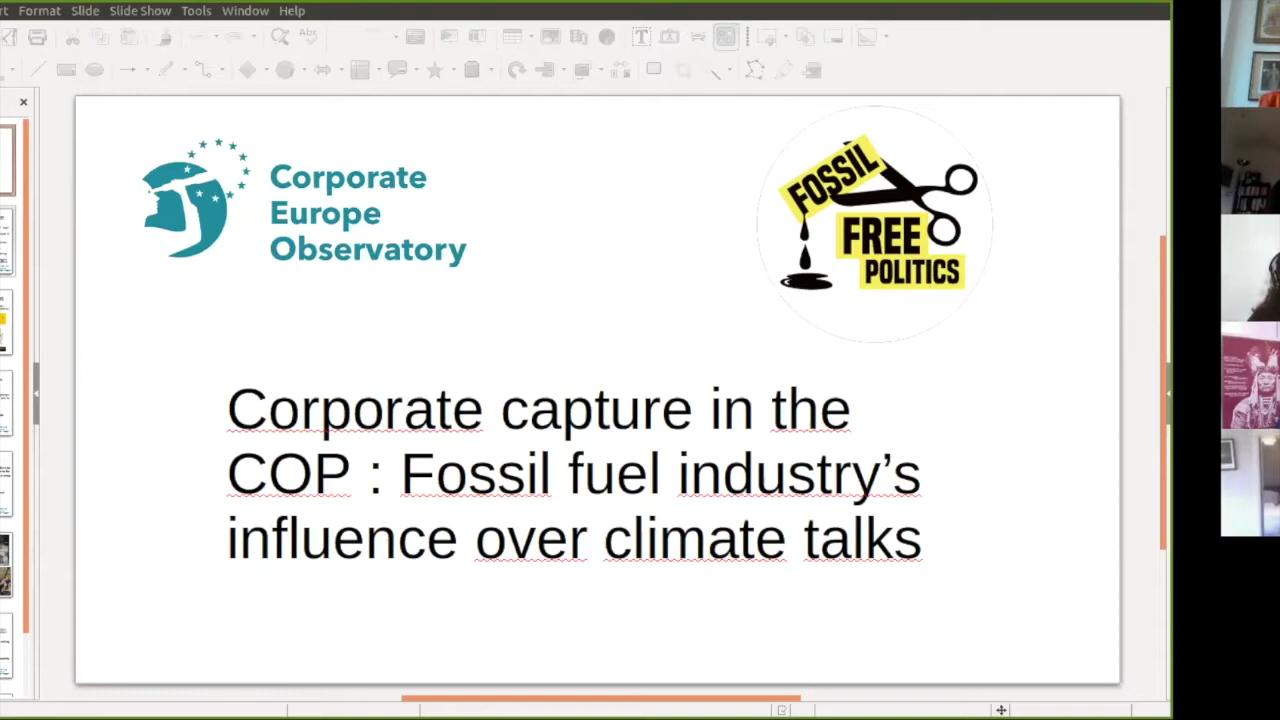 Format Slide Slide Show Tools Window Help
Abc
T
Corporate
Europe
Observatory
FOSSIL
FREE
POLITICS
Corporate capture in the
COP : Fossil fuel industry’s
influence over climate talks